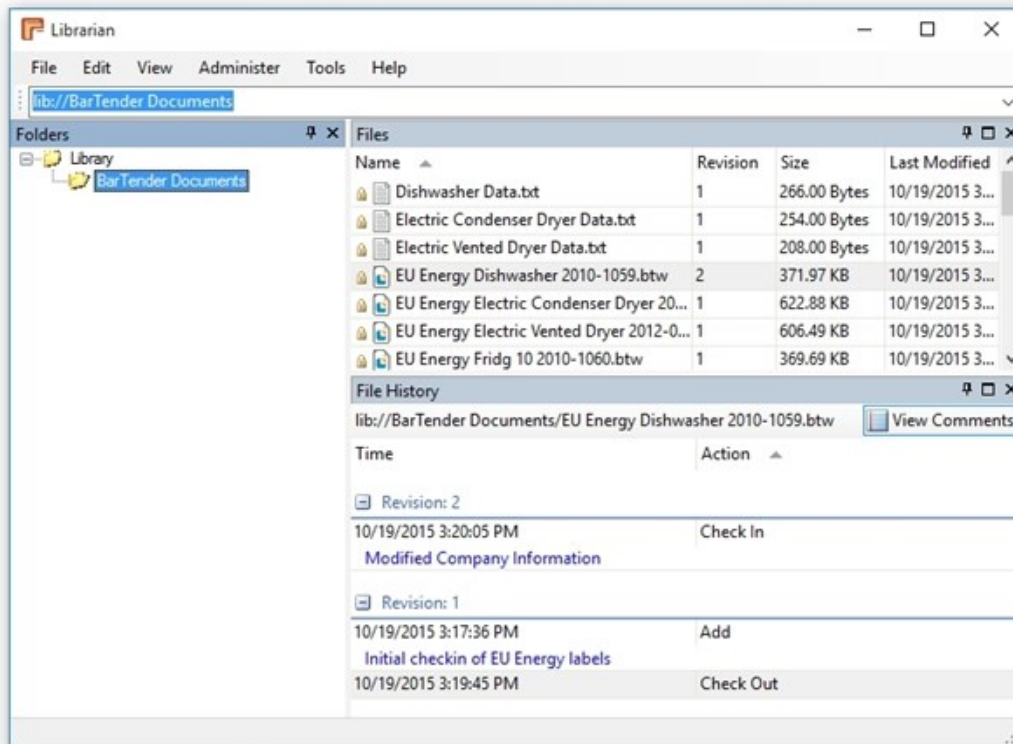 Librarian
File Edit View Administer Tools Help
lib://BarTender Documents
Folders
Library
BarTender Documents
Files
Name Revision Size Last Modified
Dishwasher Data.txt 1 266.00 Bytes 10/19/2015 3...
Electric Condenser Dryer Data.txt 1 254.00 Bytes 10/19/2015 3...
Electric Vented Dryer Data.txt 1 208.00 Bytes 10/19/2015 3...
EU Energy Dishwasher 2010-1059.btw 2 371.97 KB 10/19/2015 3...
EU Energy Electric Condenser Dryer 20... 1 622.88 KB 10/19/2015 3...
EU Energy Electric Vented Dryer 2012-0... 1 606.49 KB 10/19/2015 3...
EU Energy Fridg 10 2010-1060.btw 1 369.69 KB 10/19/2015 3...
File History
lib://BarTender Documents/EU Energy Dishwasher 2010-1059.btw View Comments
Time Action
Revision: 2
10/19/2015 3:20:05 PM Check In
Modified Company Information
Revision: 1
10/19/2015 3:17:36 PM Add
Initial checkin of EU Energy labels
10/19/2015 3:19:45 PM Check Out